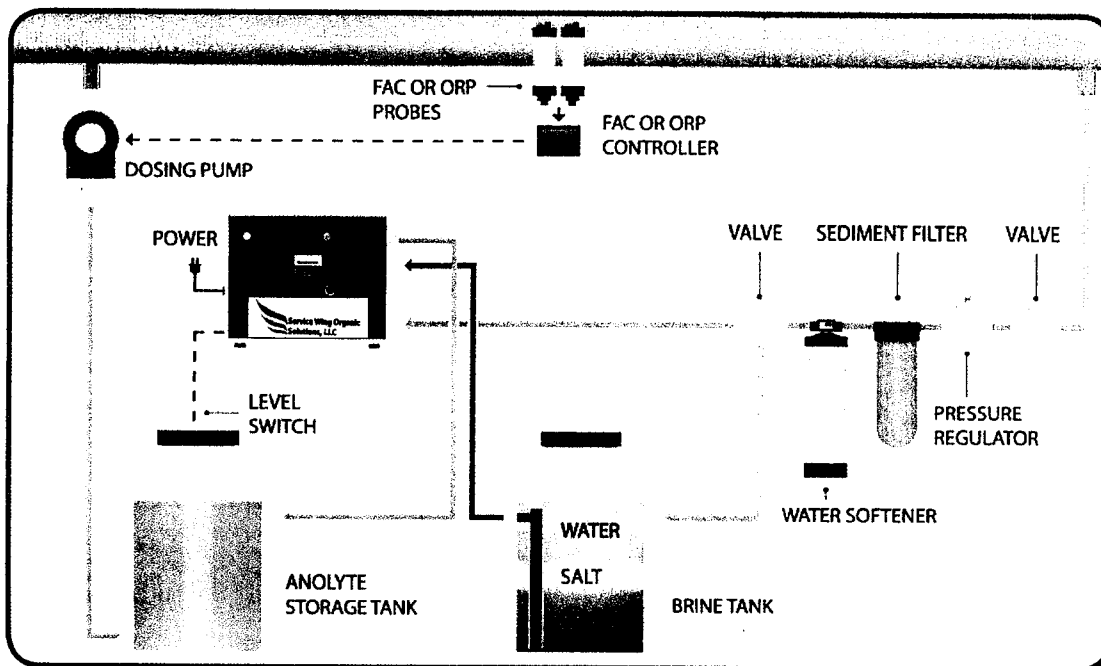 FAC OR ORP
PROBES
FAC OR ORP
CONTROLLER
DOSING PUMP
POWER
VALVE
SEDIMENT FILTER
VALVE
Service Wing Organic
Solutions, LLC
LEVEL
SWITCH
PRESSURE
REGULATOR
WATER SOFTENER
WATER
SALT
ANOLYTE
STORAGE TANK
BRINE TANK